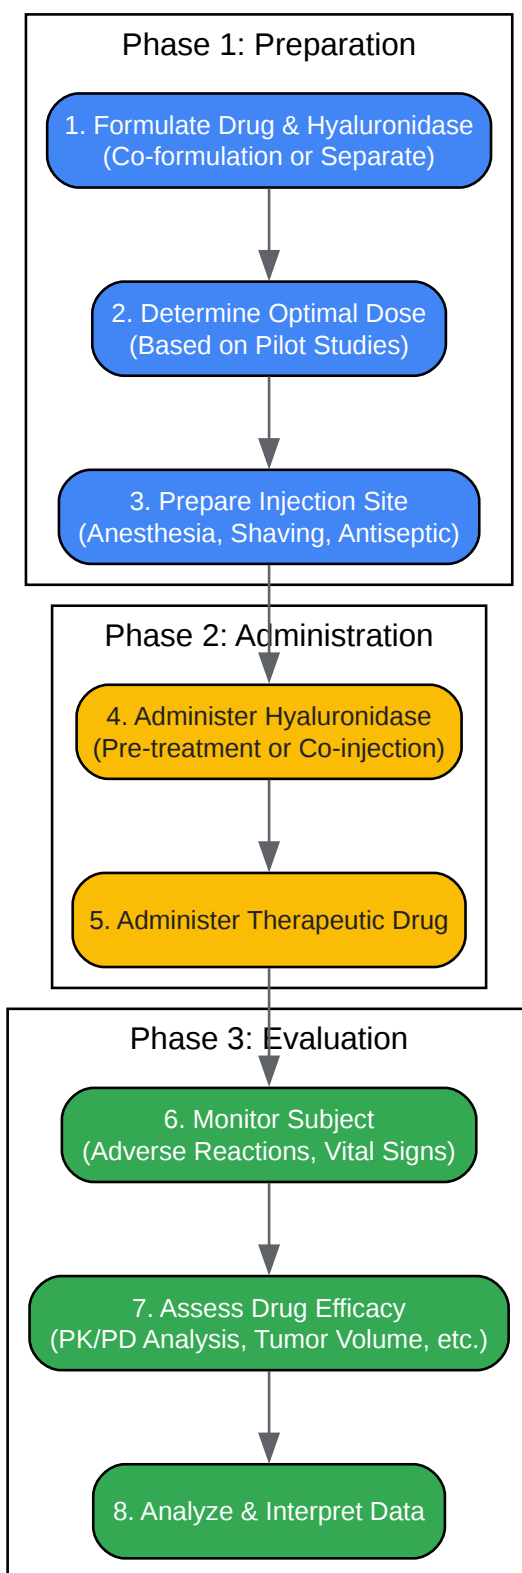 Phase 1: Preparation
1. Formulate Drug & Hyaluronidase
(Co-formulation or Separate)
2. Determine Optimal Dose
(Based on Pilot Studies)
3. Prepare Injection Site
(Anesthesia, Shaving, Antiseptic)
Phase 2: Administration
4. Administer Hyaluronidase
(Pre-treatment or Co-injection)
5. Administer Therapeutic Drug
Phase 3: Evaluation
6. Monitor Subject
(Adverse Reactions, Vital Signs)
7. Assess Drug Efficacy
(PK/PD Analysis, Tumor Volume, etc.)
8. Analyze & Interpret Data